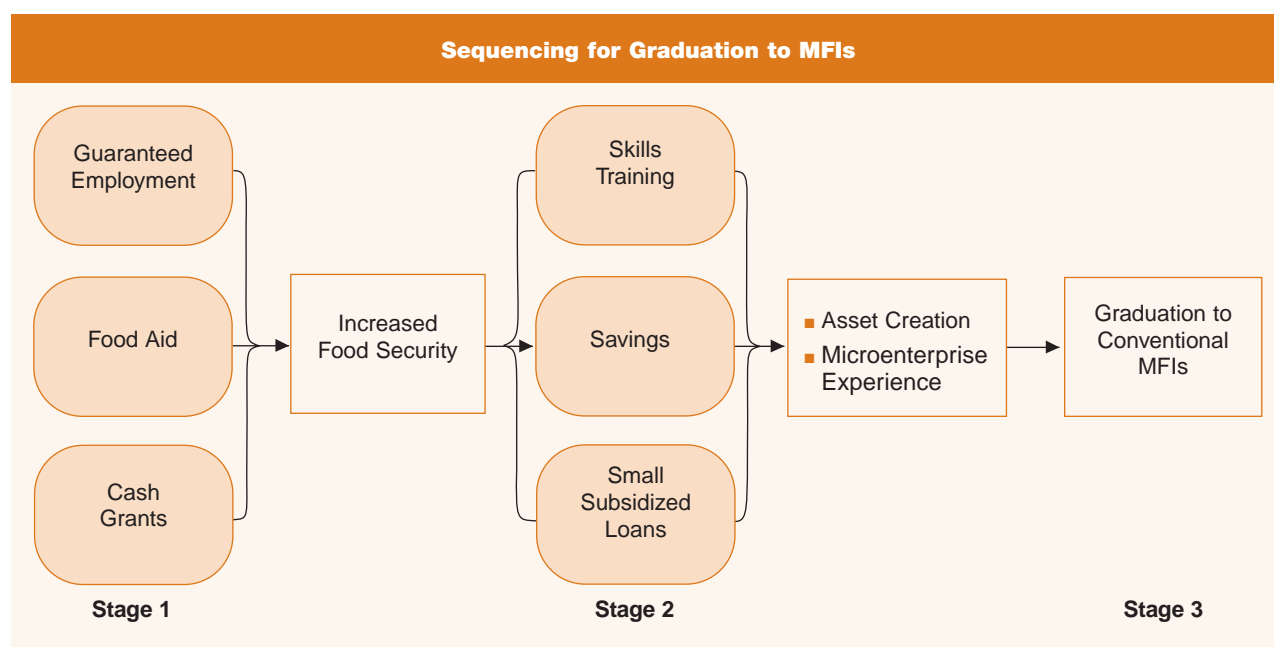 Sequencing for Graduation to MFIs
Guaranteed
Employment
Food Aid
Cash
Grants
Increased
Food Security
Skills
Training
Savings
Small
Subsidized
Loans
■ Asset Creation
■ Microenterprise
Experience
Graduation to
Conventional
MFIs
Stage 1
Stage 2
Stage 3